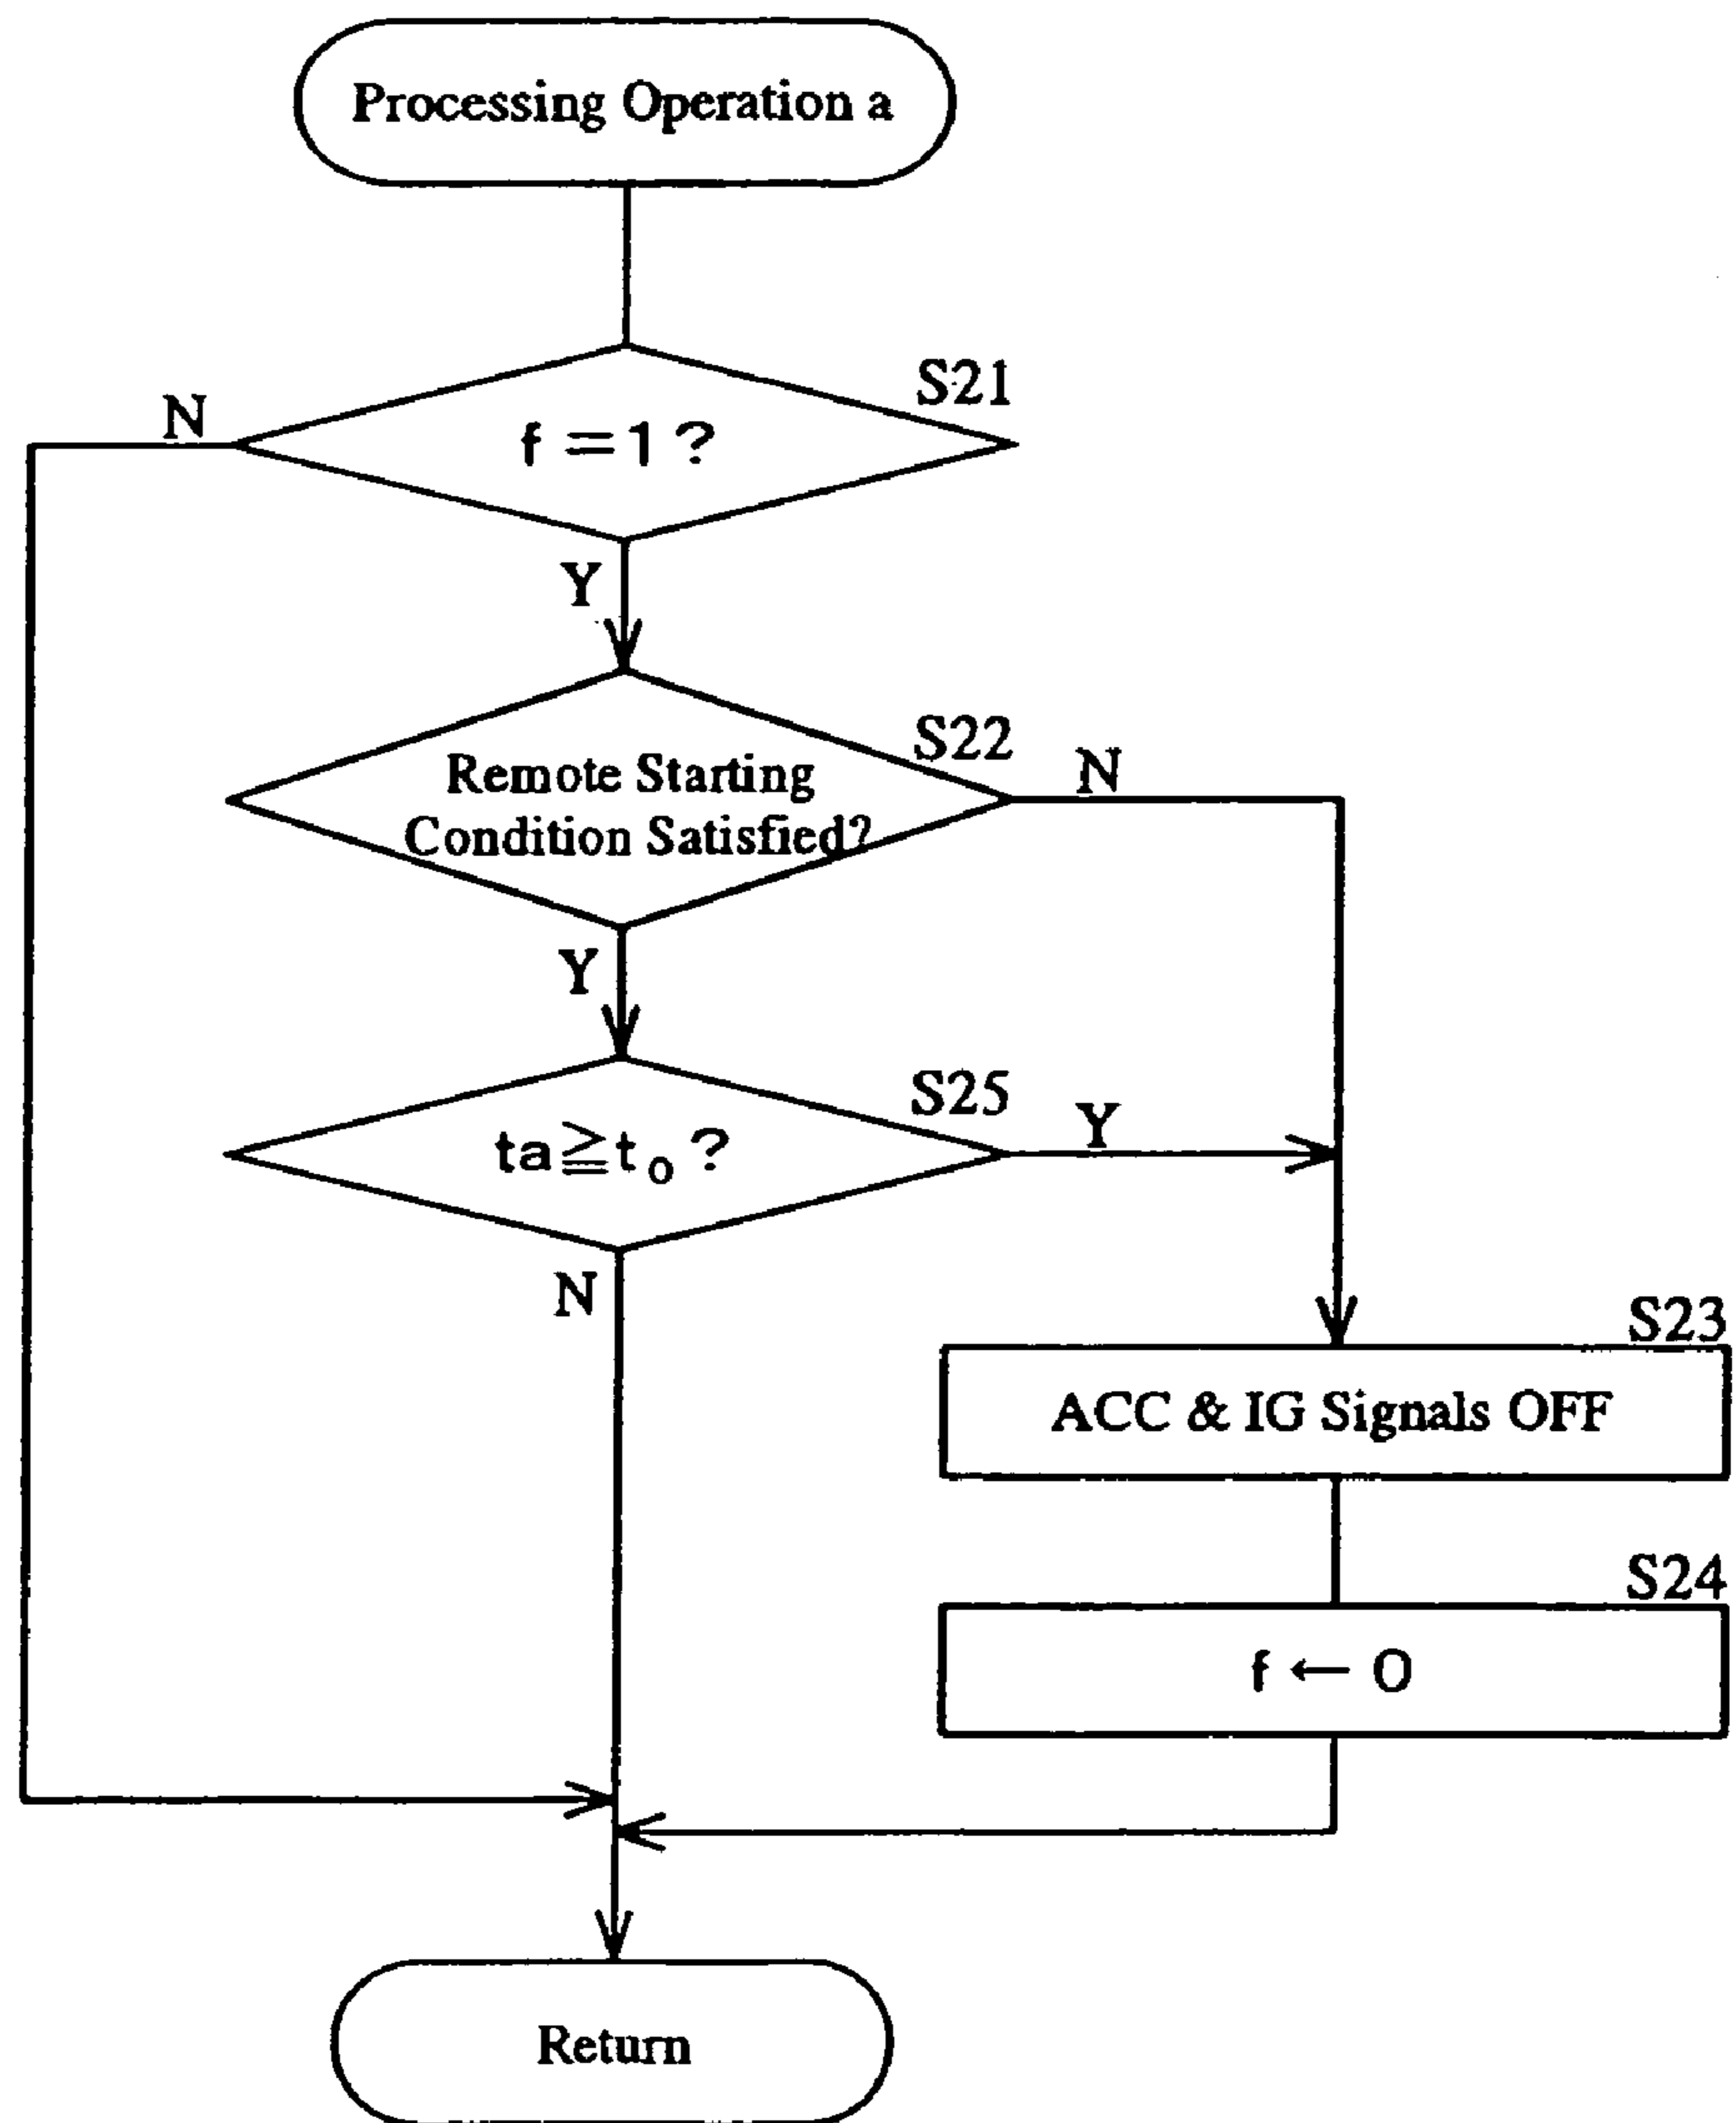 Processing Operation a
S21
N
f=1?
Y
S22
N
Remote Starting
Condition Satisfied?
Y
S25
Y
ta≧t₀?
N
S23
ACC & IG Signals OFF
S24
f ← 0
Return